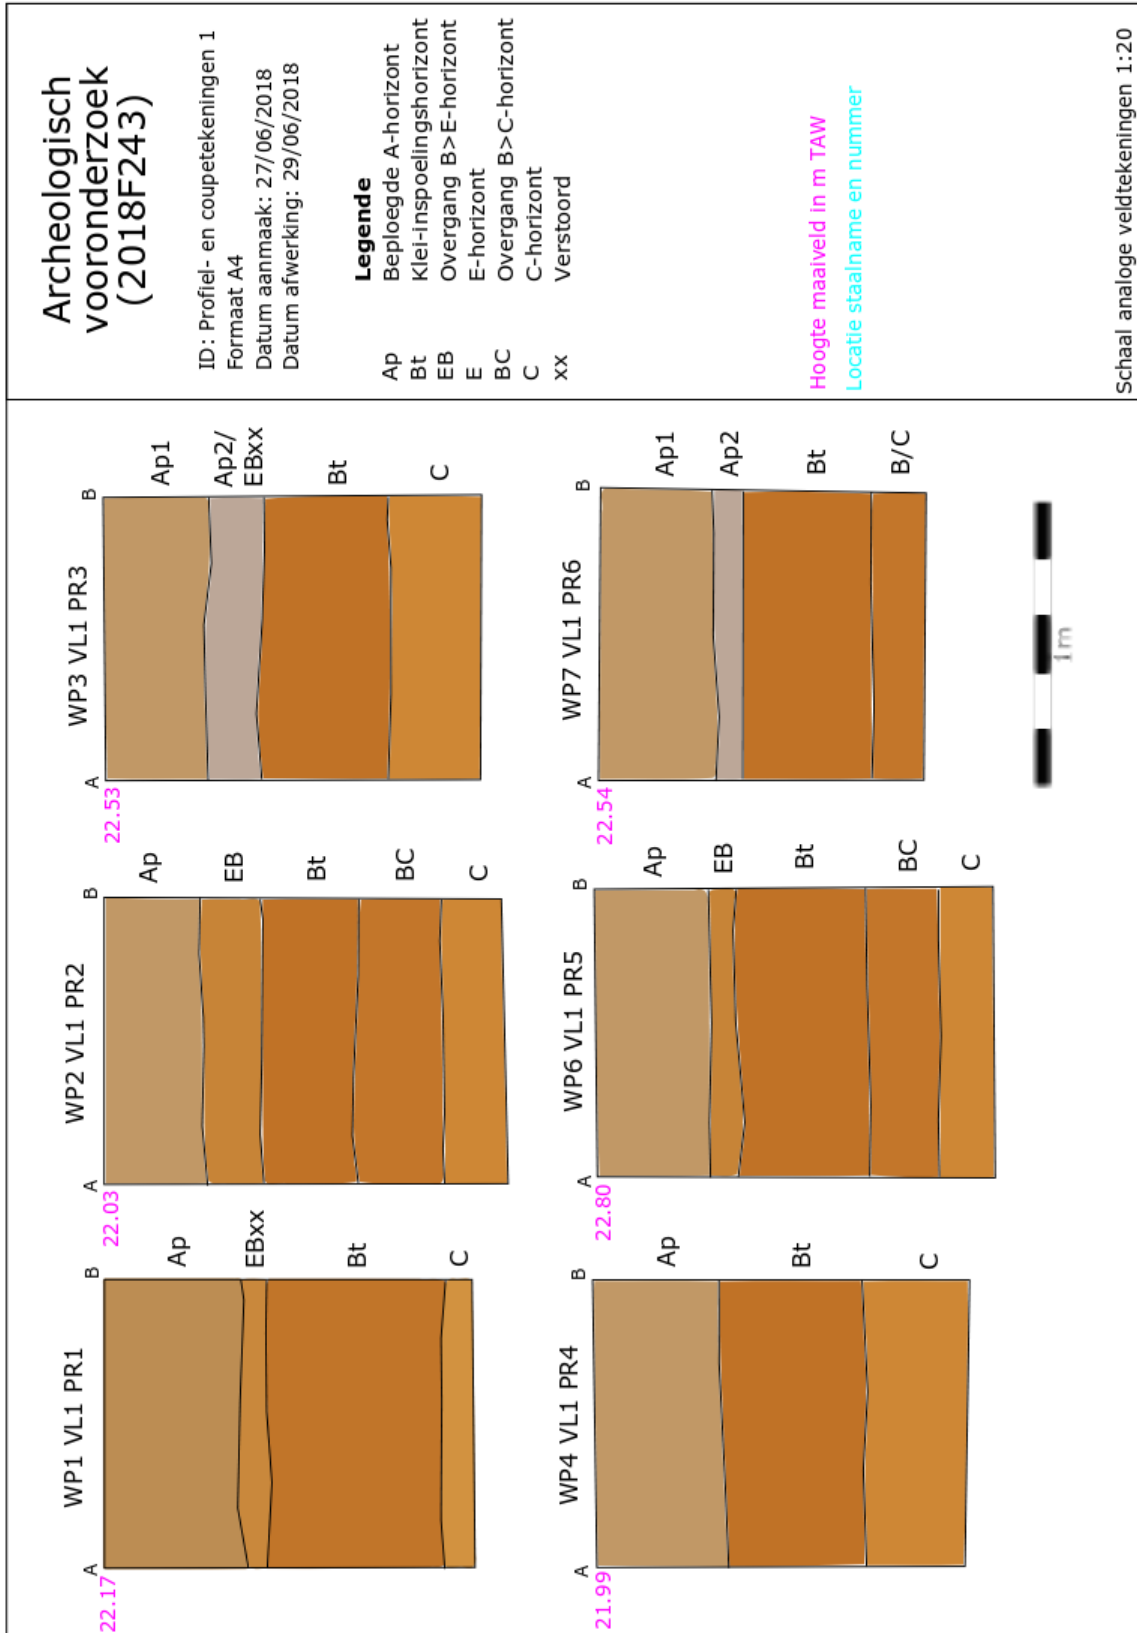 WP1 VL1 PR1
22.17
A
B
Ap
EBxx
Bt
C
WP2 VL1 PR2
22.03
A
B
Ap
EB
Bt
BC
C
WP3 VL1 PR3
22.53
A
B
Ap1
Ap2/
EBxx
Bt
C
WP4 VL1 PR4
21.99
A
B
Ap
Bt
C
WP6 VL1 PR5
22.80
A
B
Ap
EB
Bt
BC
C
WP7 VL1 PR6
22.54
A
B
Ap1
Ap2
Bt
B/C
1m
Archeologisch
vooronderzoek
(2018F243)
ID: Profiel- en coupetekeningen 1
Formaat A4
Datum aanmaak: 27/06/2018
Datum afwerking: 29/06/2018
Legende
Ap Beploegde A-horizont
Bt Klei-inspoelingshorizont
EB Overgang B>E-horizont
E E-horizont
BC Overgang B>C-horizont
C C-horizont
xx Verstoord
Hoogte maaiveld in m TAW
Locatie staalname en nummer
Schaal analoge veldtekeningen 1:20